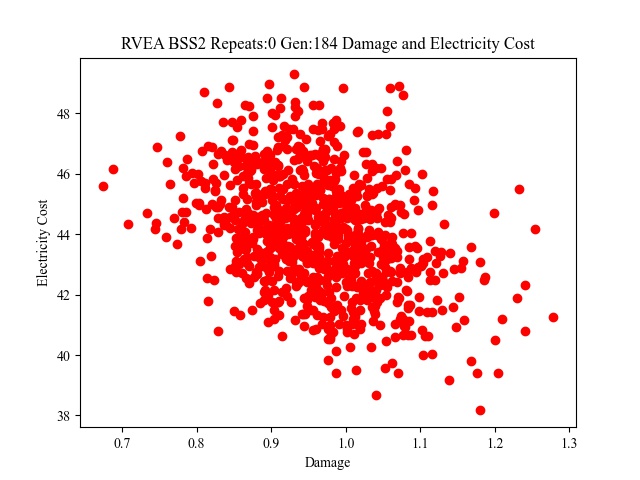 RVEA BSS2 Repeats:0 Gen:184 Damage and Electricity Cost
48
46
44
42
40
38
Electricity Cost
0.7 0.8 0.9 1.0 1.1 1.2 1.3
Damage